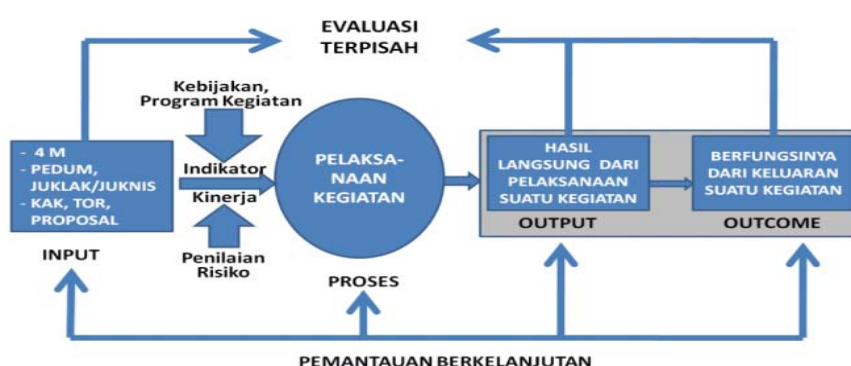 EVALUASI
TERPISAH
Kebijakan,
Program Kegiatan
- 4 M
- PEDUM,
JUKLAK/JUKNIS
- KAK, TOR,
PROPOSAL
INPUT
Indikator
Kinerja
Penilaian
Risiko
PELAKSA-
NAAN
KEGIATAN
PROSES
HASIL
LANGSUNG DARI
PELAKSANAAN
SUATU KEGIATAN
OUTPUT
BERFUNGSINYA
DARI KELUARAN
SUATU KEGIATAN
OUTCOME
PEMANTAUAN BERKELANJUTAN